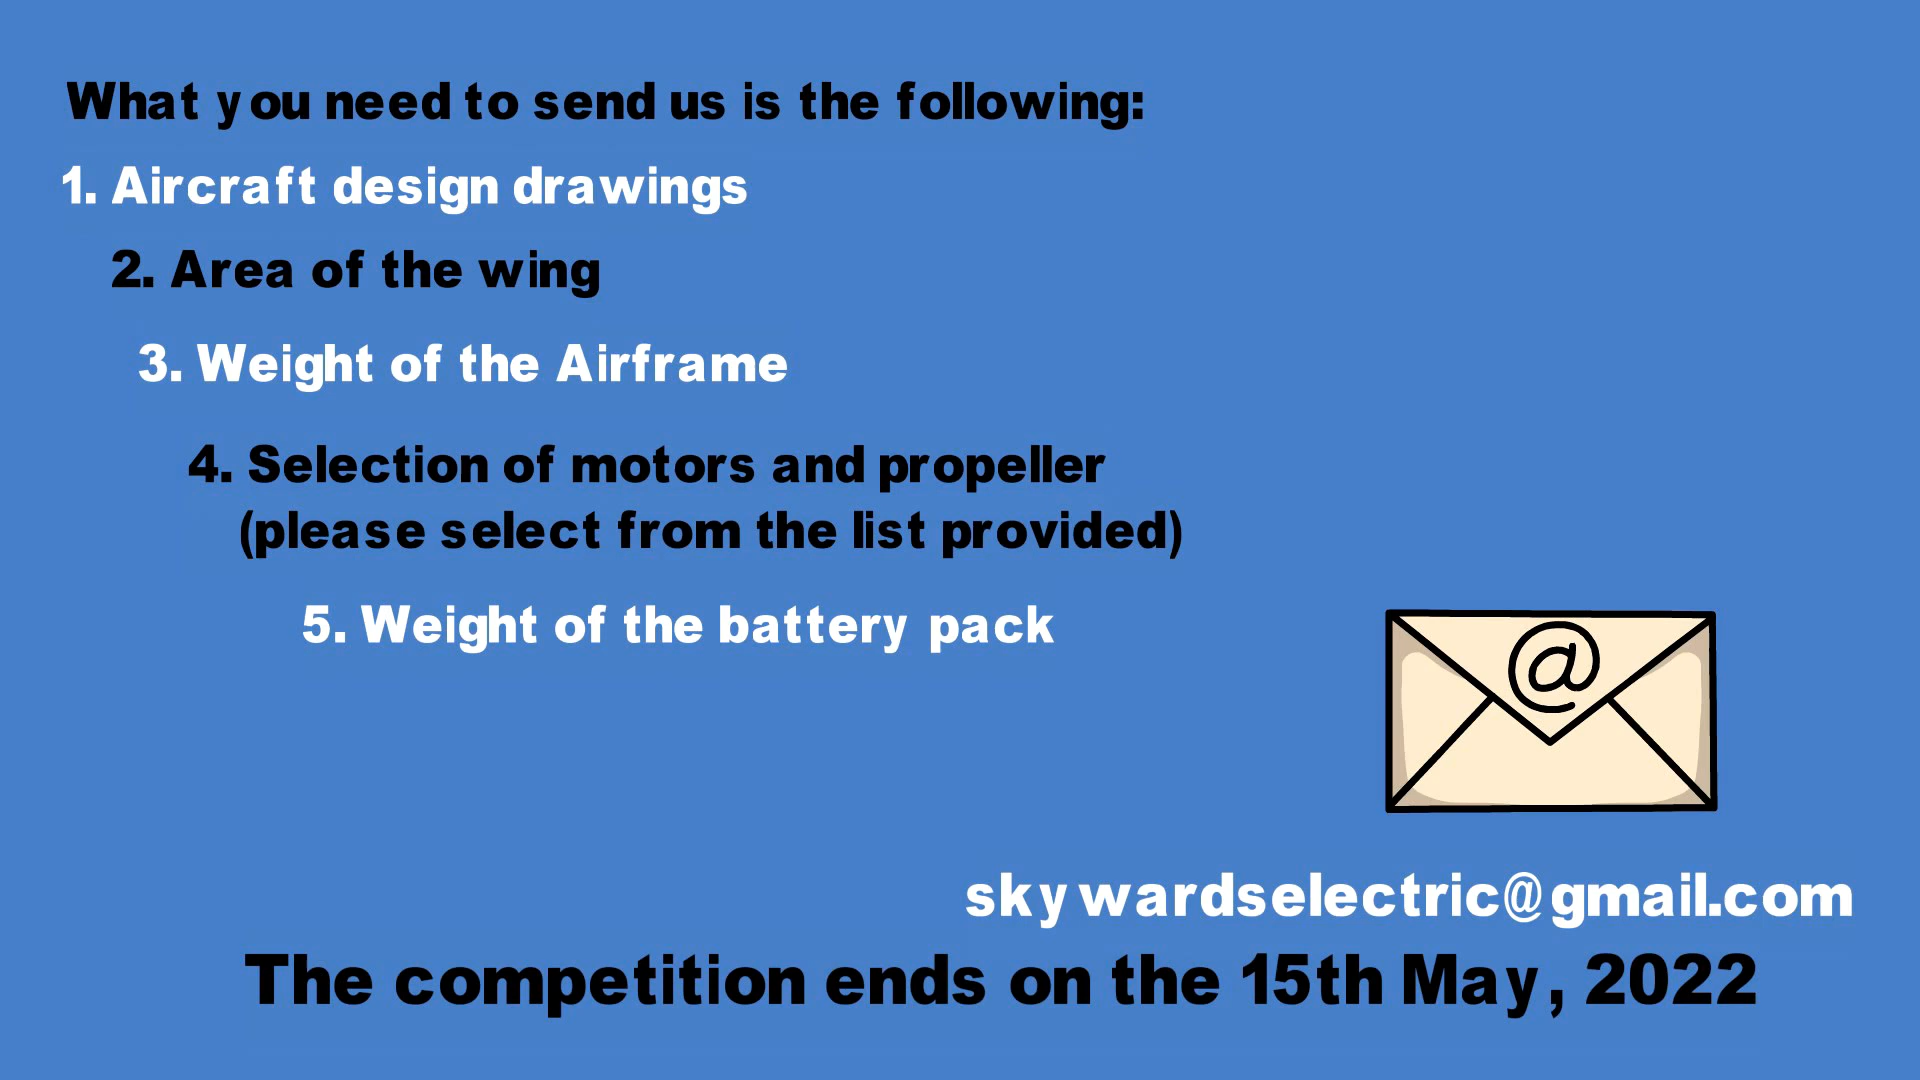 What you need to send us is the following:
1. Aircraft design drawings
2. Area of the wing
3. Weight of the Airframe
4. Selection of motors and propeller
(please select from the list provided)
5. Weight of the battery pack
@
skywardselectric@gmail.com
The competition ends on the 15th May, 2022